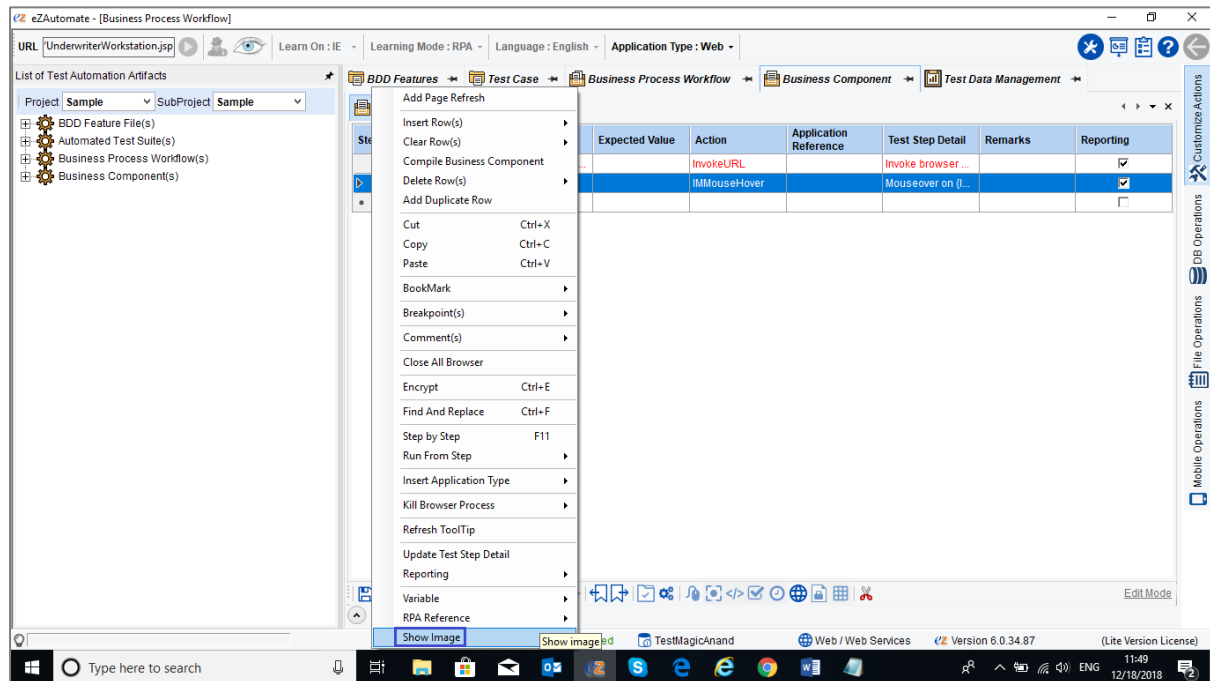 eZ eZAutomate - [Business Process Workflow]
URL 'UnderwriterWorkstation.jsp Learn On : IE Learning Mode : RPA Language : English Application Type : Web
List of Test Automation Artifacts
BDD Features Test Case Business Process Workflow Business Component Test Data Management
Project Sample SubProject Sample
BDD Feature File(s)
Automated Test Suite(s)
Business Process Workflow(s)
Business Component(s)
Add Page Refresh
Insert Row(s)
Clear Row(s)
Compile Business Component
Delete Row(s)
Add Duplicate Row
Cut Ctrl+X
Copy Ctrl+C
Paste Ctrl+V
BookMark
Breakpoint(s)
Comment(s)
Close All Browser
Encrypt Ctrl+E
Find And Replace Ctrl+F
Step by Step F11
Run From Step
Insert Application Type
Kill Browser Process
Refresh ToolTip
Update Test Step Detail
Reporting
Variable
RPA Reference
Show Image
Show image
Ste Expected Value Action Application Reference Test Step Detail Remarks Reporting
... InvokeURL Invoke browser ...
IMMouseHover Mouseover on {I...
Customize Actions
DB Operations
File Operations
Mobile Operations
Edit Mode
ed TestMagicAnand Web / Web Services eZ Version 6.0.34.87 (Lite Version License)
Type here to search ENG 11:49
12/18/2018 2